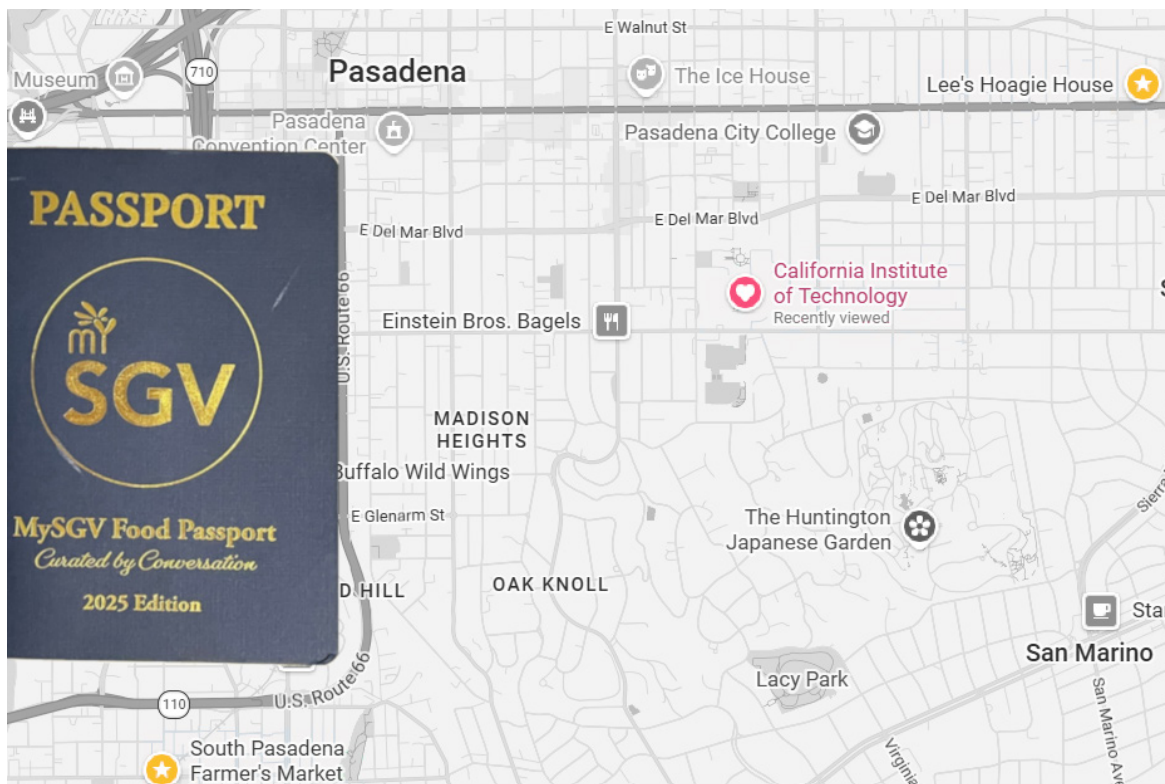 E Walnut St
Museum
710
Pasadena
The Ice House
Lee's Hoagie House
Pasadena
Convention Center
Pasadena City College
E Del Mar Blvd
E Del Mar Blvd
E Del Mar Blvd
PASSPORT
MY
SGV
MySGV Food Passport
Curated by Conversation
2025 Edition
U.S. Route 66
California Institute
of Technology
Recently viewed
Einstein Bros. Bagels
MADISON
HEIGHTS
Buffalo Wild Wings
E Glenarm St
The Huntington
Japanese Garden
D HILL
OAK KNOLL
San Marino
Lacy Park
U.S. Route 66
110
San Marino Av
South Pasadena
Farmer's Market